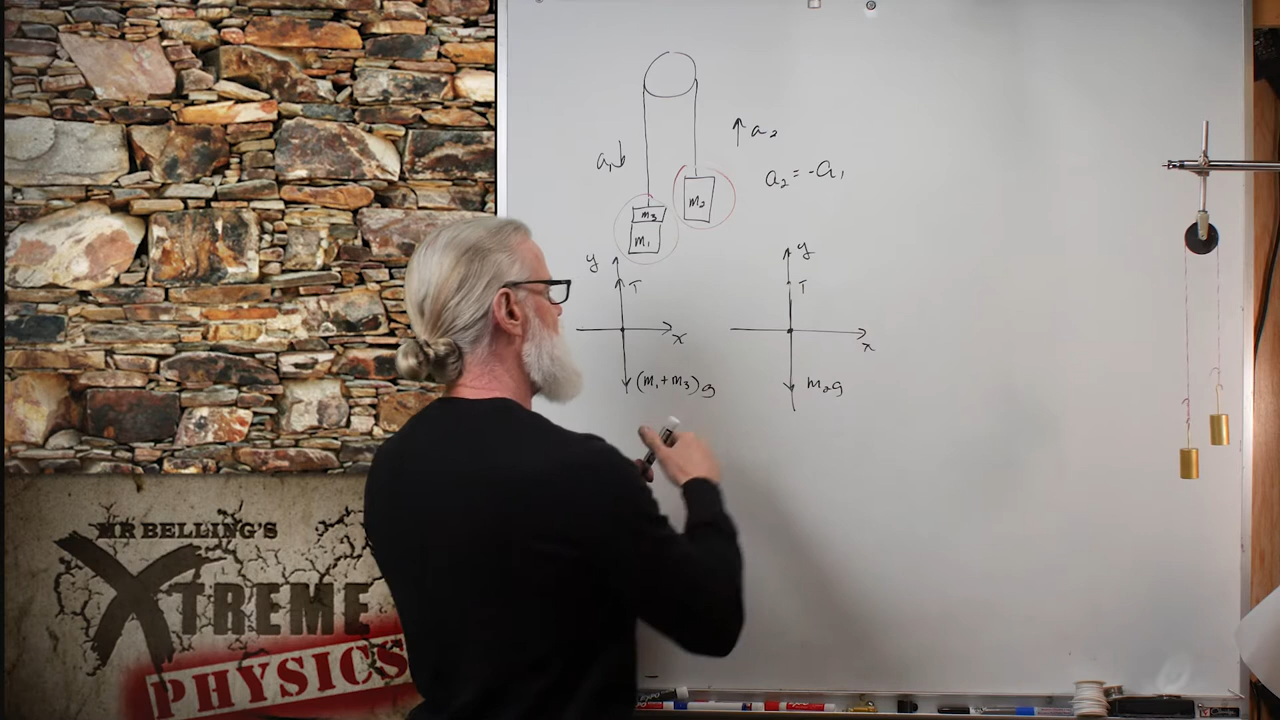 a₁↓
↑a₂
a₂ = -a₁
m₃
m₁
m₂
y
T
x
(m₁+m₃)g
y
T
x
m₂g
MR BELLING'S
XTREME
PHYSICS